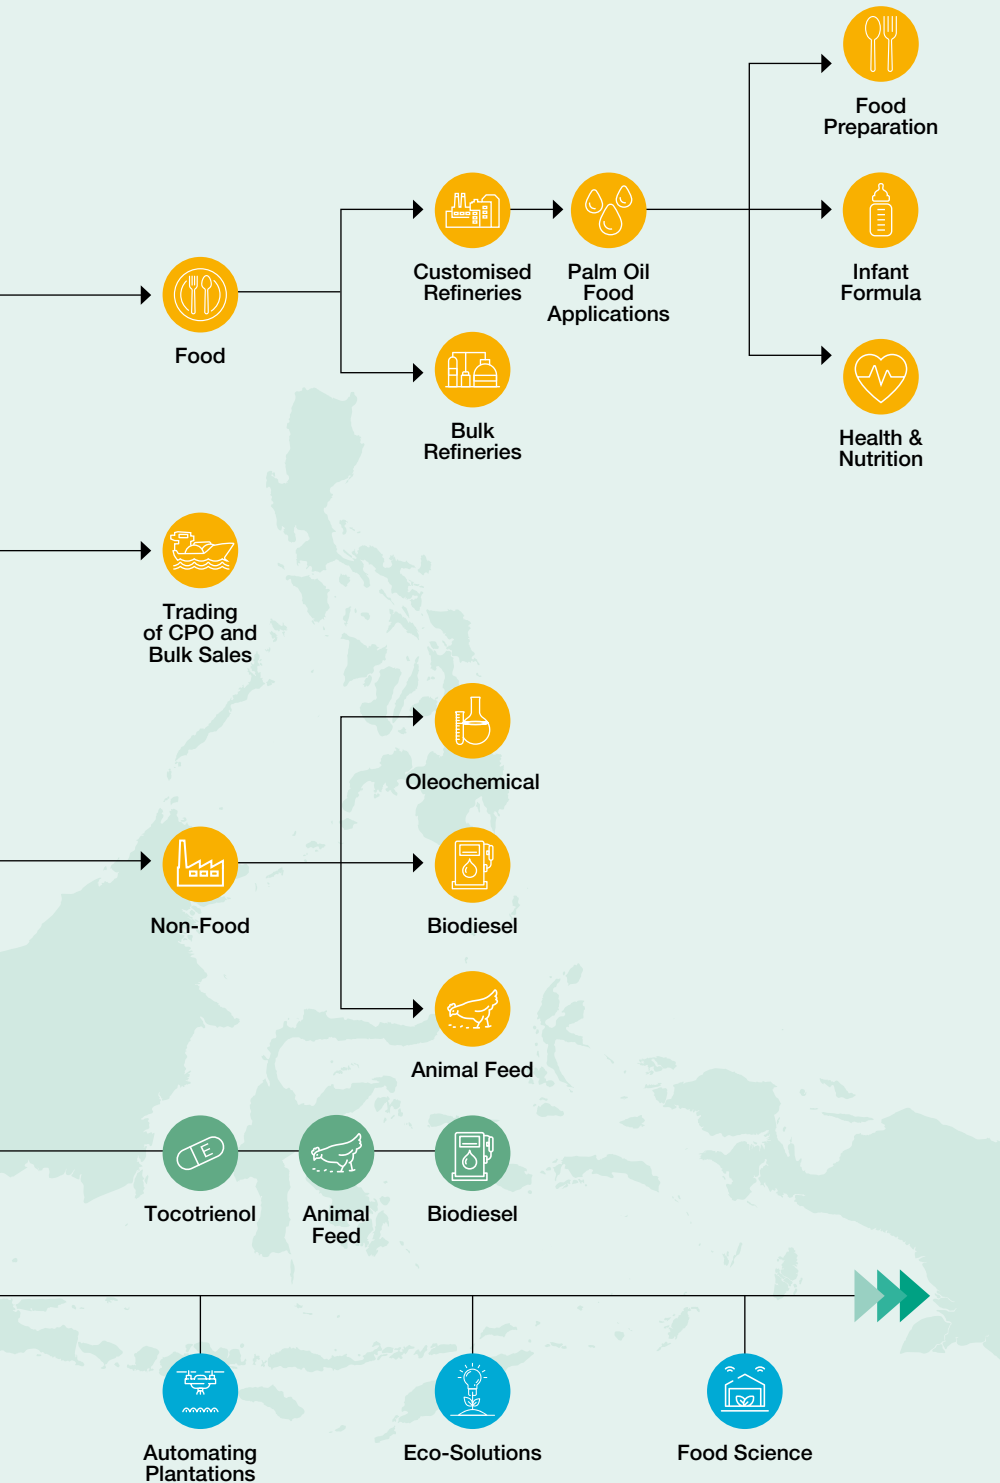 Food
Preparation
Customised
Refineries
Palm Oil
Food
Applications
Infant
Formula
Food
Bulk
Refineries
Health &
Nutrition
Trading
of CPO and
Bulk Sales
Oleochemical
Non-Food
Biodiesel
Animal Feed
E
Tocotrienol
Animal
Feed
Biodiesel
Automating
Plantations
Eco-Solutions
Food Science